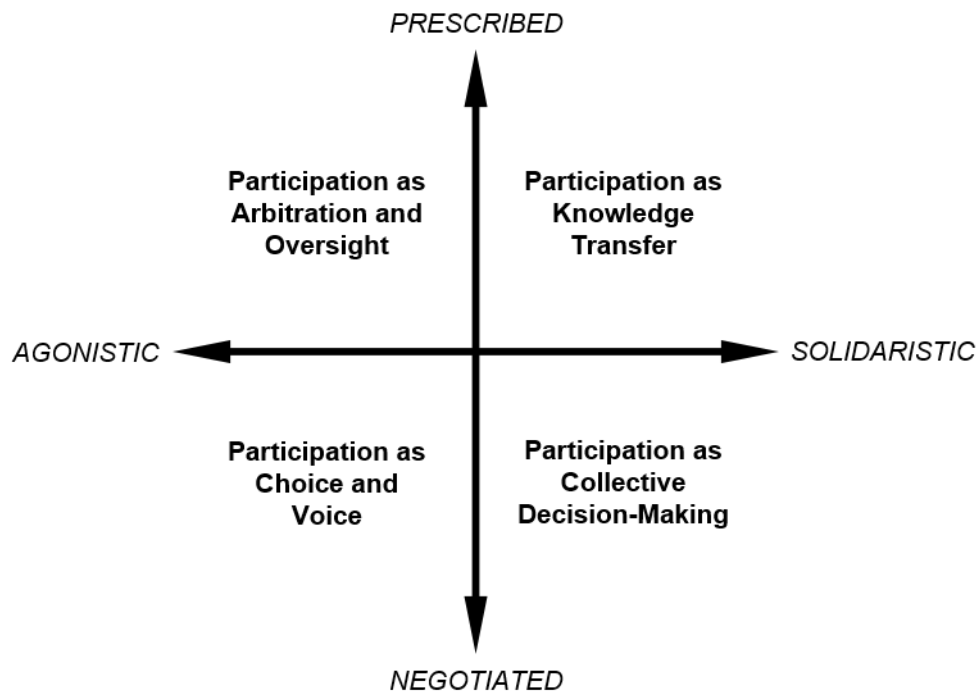 PRESCRIBED
Participation as
Arbitration and
Oversight
Participation as
Knowledge
Transfer
AGONISTIC
SOLIDARISTIC
Participation as
Choice and
Voice
Participation as
Collective
Decision-Making
NEGOTIATED